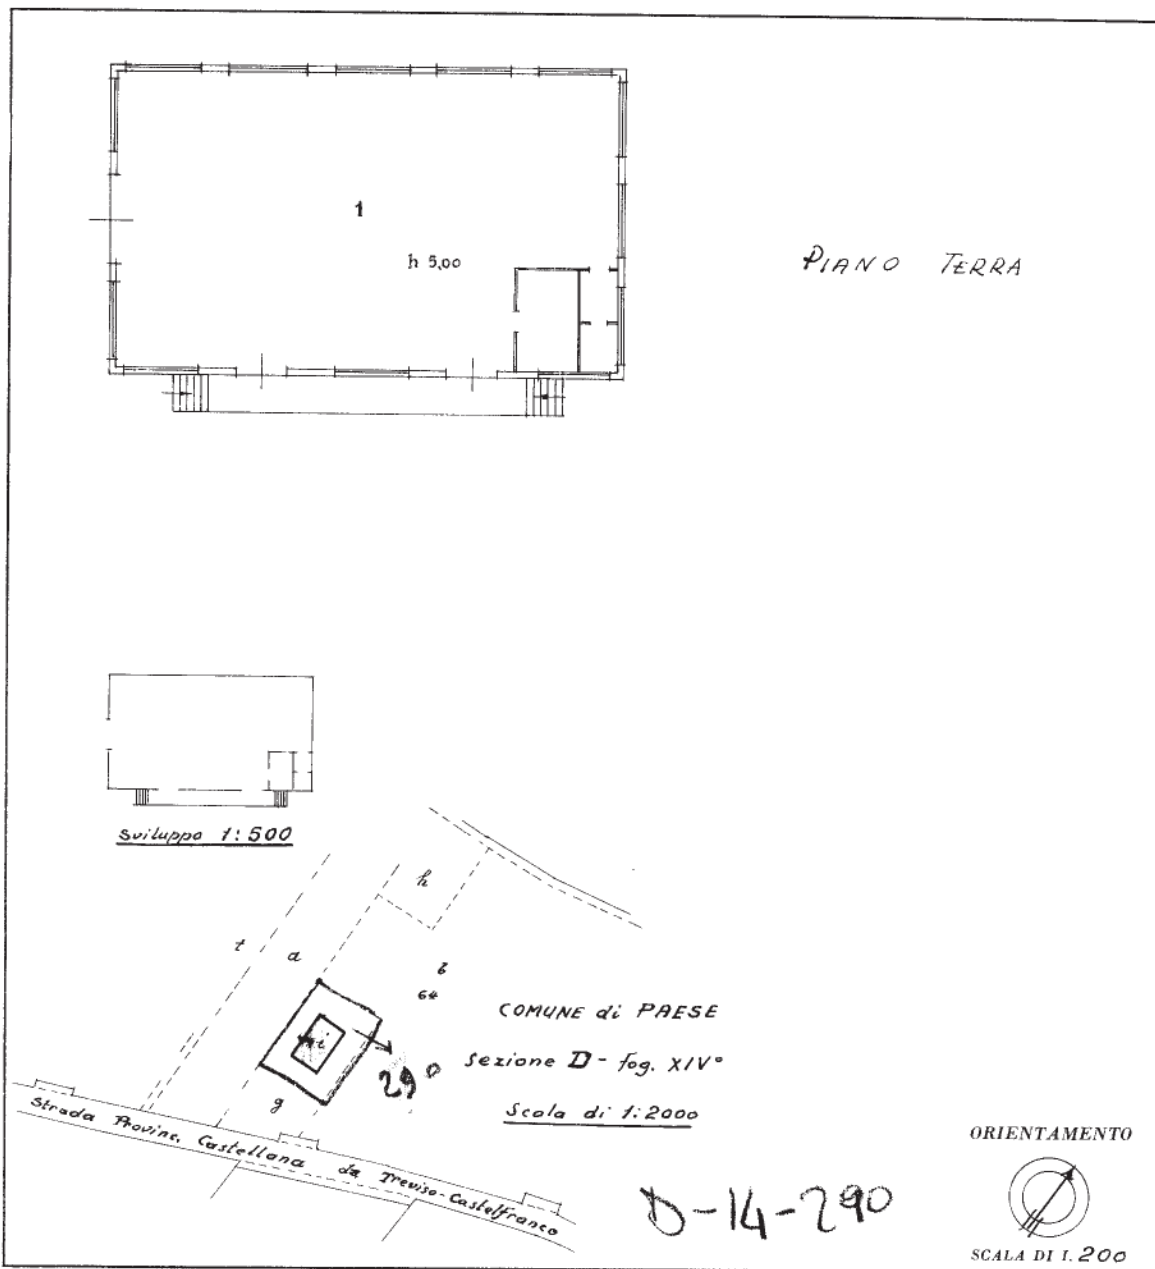 1
h 5,00
PIANO TERRA
Sviluppo 1:500
h
t
a
b
64
i
COMUNE di PAESE
290
Sezione D - fog. XIV°
g
Scala di 1:2000
Strada Provinc. Castellana da Treviso-Castelfranco
ORIENTAMENTO
D-14-290
SCALA DI 1.200